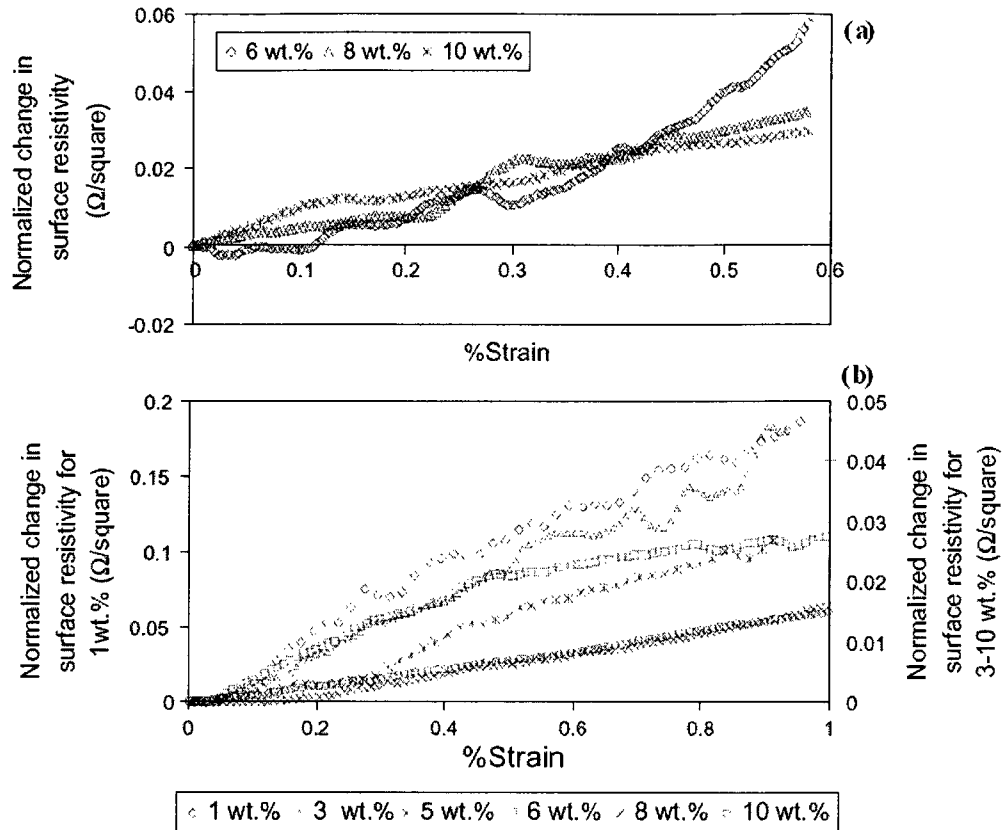 (a)
0.06
0.04
0.02
0
-0.02
Normalized change in
surface resistivity
(Ω/square)
6 wt.% 8 wt.% 10 wt.%
0 0.1 0.2 0.3 0.4 0.5 0.6
%Strain
(b)
0.2
0.15
0.1
0.05
0
Normalized change in
surface resistivity for
1wt.% (Ω/square)
0.05
0.04
0.03
0.02
0.01
0
Normalized change in
surface resistivity for
3-10 wt.% (Ω/square)
0 0.2 0.4 0.6 0.8 1
%Strain
1 wt.% 3 wt.% 5 wt.% 6 wt.% 8 wt.% 10 wt.%